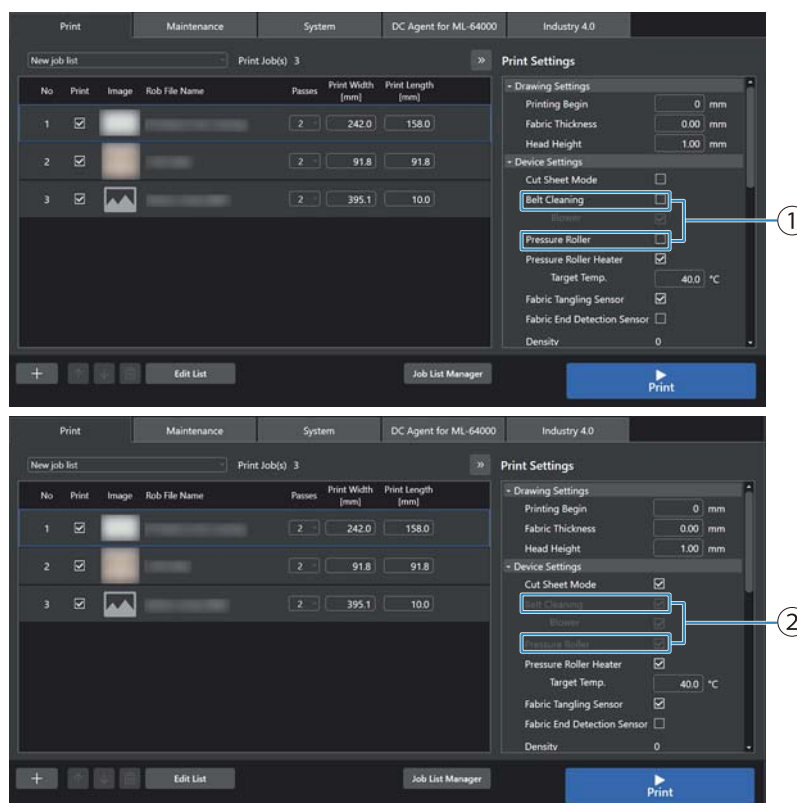 Print Maintenance System DC Agent for ML-64000 Industry 4.0
New job list Print Job(s) 3 » Print Settings
No Print Image Rob File Name Passes Print Width [mm] Print Length [mm]
1 2 242.0 158.0
2 2 91.8 91.8
3 2 395.1 10.0
Drawing Settings
Printing Begin 0 mm
Fabric Thickness 0.00 mm
Head Height 1.00 mm
Device Settings
Cut Sheet Mode
Belt Cleaning
Blower
Pressure Roller
Pressure Roller Heater
Target Temp. 40.0 °C
Fabric Tangling Sensor
Fabric End Detection Sensor
Density 0
①
+ Edit List Job List Manager Print
Print Maintenance System DC Agent for ML-64000 Industry 4.0
New job list Print Job(s) 3 » Print Settings
No Print Image Rob File Name Passes Print Width [mm] Print Length [mm]
1 2 242.0 158.0
2 2 91.8 91.8
3 2 395.1 10.0
Drawing Settings
Printing Begin 0 mm
Fabric Thickness 0.00 mm
Head Height 1.00 mm
Device Settings
Cut Sheet Mode
Belt Cleaning
Blower
Pressure Roller
Pressure Roller Heater
Target Temp. 40.0 °C
Fabric Tangling Sensor
Fabric End Detection Sensor
Density 0
②
+ Edit List Job List Manager Print